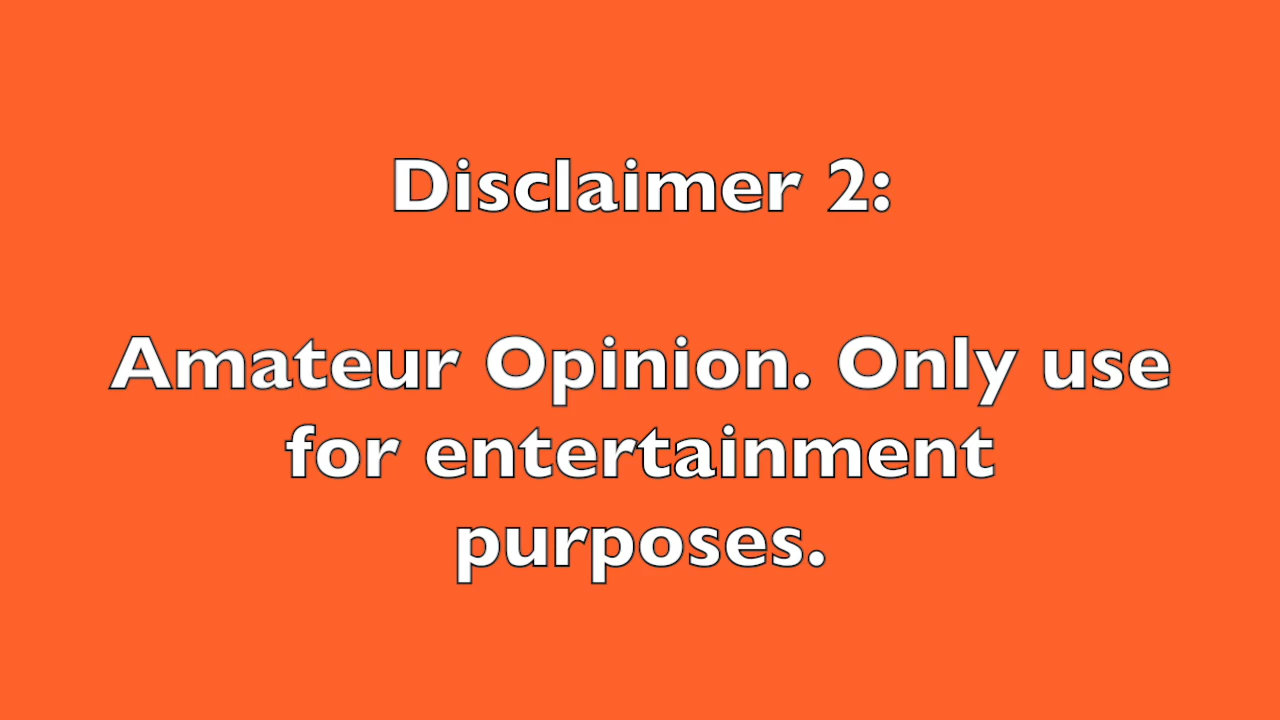 Disclaimer 2:
Amateur Opinion. Only use
for entertainment
purposes.